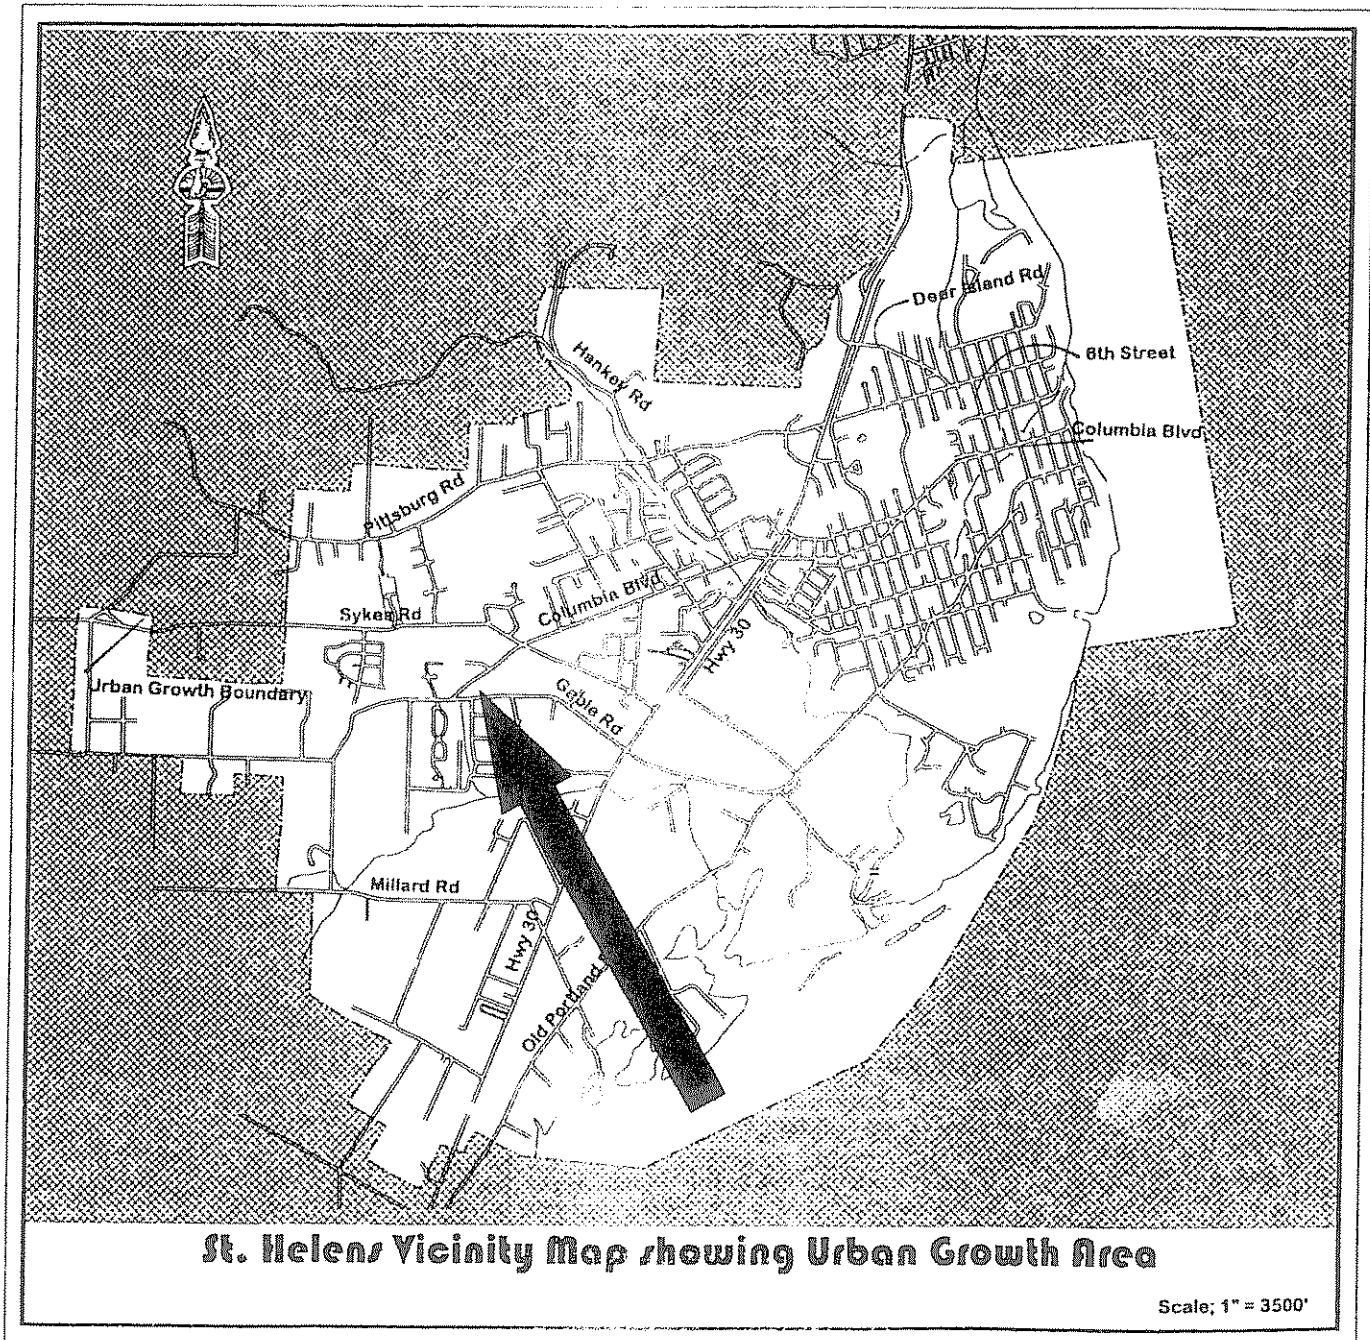 Deer Island Rd
6th Street
Hankey Rd
Columbia Blvd
Pittsburg Rd
Columbia Blvd
Sykes Rd
Hwy 30
Urban Growth Boundary
Gable Rd
Millard Rd
Hwy 30
Old Portland
St. Helens Vicinity Map showing Urban Growth Area
Scale; 1" = 3500'